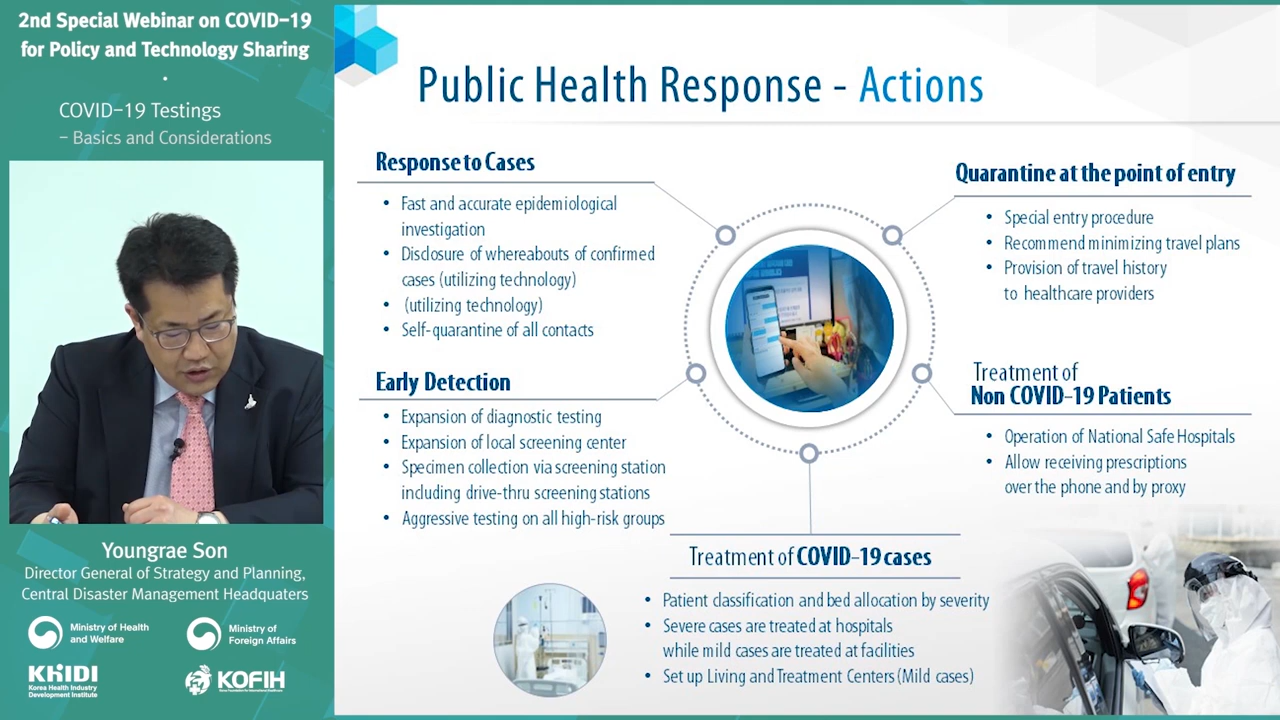 2nd Special Webinar on COVID-19
for Policy and Technology Sharing
COVID-19 Testings
- Basics and Considerations
Youngrae Son
Director General of Strategy and Planning,
Central Disaster Management Headquaters
Ministry of Health
and Welfare
Ministry of
Foreign Affairs
KHIDI
Korea Health Industry
Development Institute
KOFIH
Public Health Response - Actions
Response to Cases
• Fast and accurate epidemiological
investigation
• Disclosure of whereabouts of confirmed
cases (utilizing technology)
• (utilizing technology)
• Self-quarantine of all contacts
Early Detection
• Expansion of diagnostic testing
• Expansion of local screening center
• Specimen collection via screening station
including drive-thru screening stations
• Aggressive testing on all high-risk groups
Quarantine at the point of entry
• Special entry procedure
• Recommend minimizing travel plans
• Provision of travel history
to healthcare providers
Treatment of
Non COVID-19 Patients
• Operation of National Safe Hospitals
• Allow receiving prescriptions
over the phone and by proxy
Treatment of COVID-19 cases
• Patient classification and bed allocation by severity
• Severe cases are treated at hospitals
while mild cases are treated at facilities
• Set up Living and Treatment Centers (Mild cases)